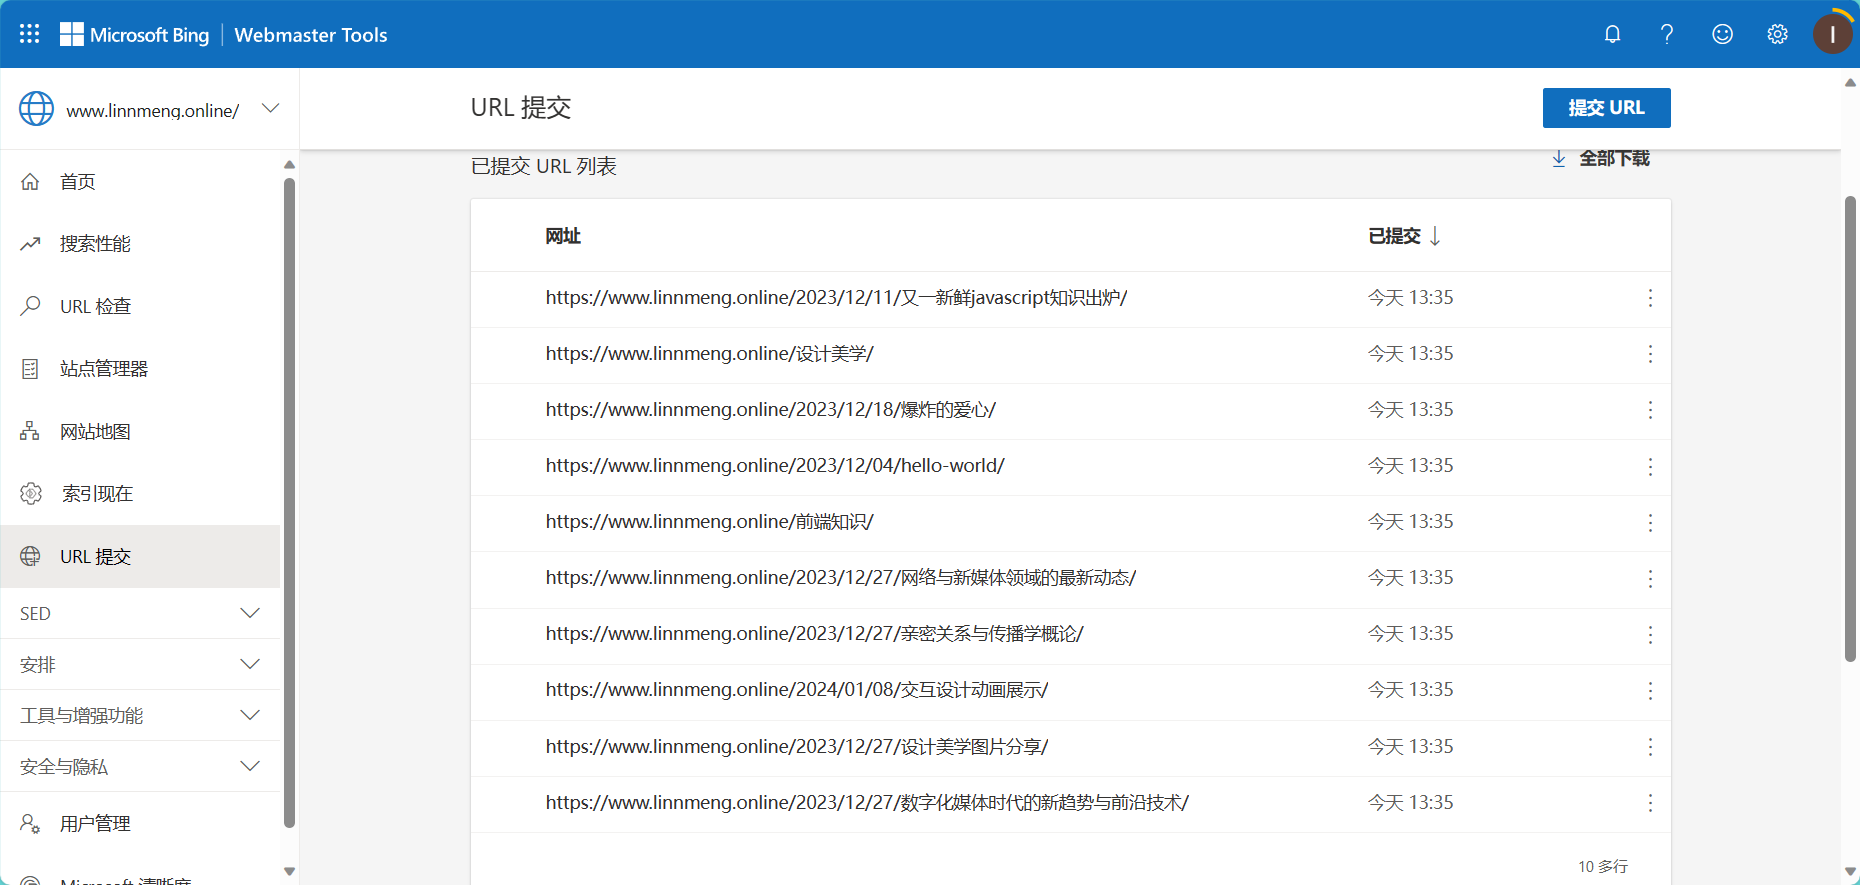 Microsoft Bing | Webmaster Tools
I
www.linnmeng.online/
首页
搜索性能
URL 检查
站点管理器
网站地图
索引现在
URL 提交
SED
安排
工具与增强功能
安全与隐私
用户管理
Microsoft 清晰度
URL 提交
提交 URL
已提交 URL 列表
全部下载
网址 已提交
https://www.linnmeng.online/2023/12/11/又一新鲜javascript知识出炉/ 今天 13:35
https://www.linnmeng.online/设计美学/ 今天 13:35
https://www.linnmeng.online/2023/12/18/爆炸的爱心/ 今天 13:35
https://www.linnmeng.online/2023/12/04/hello-world/ 今天 13:35
https://www.linnmeng.online/前端知识/ 今天 13:35
https://www.linnmeng.online/2023/12/27/网络与新媒体领域的最新动态/ 今天 13:35
https://www.linnmeng.online/2023/12/27/亲密关系与传播学概论/ 今天 13:35
https://www.linnmeng.online/2024/01/08/交互设计动画展示/ 今天 13:35
https://www.linnmeng.online/2023/12/27/设计美学图片分享/ 今天 13:35
https://www.linnmeng.online/2023/12/27/数字化媒体时代的新趋势与前沿技术/ 今天 13:35
10 多行